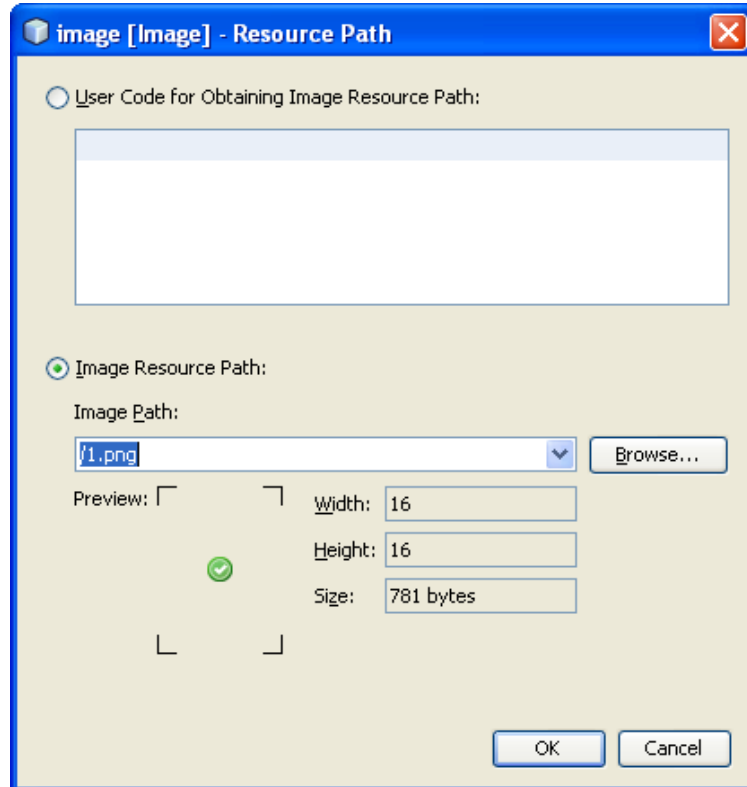 image [Image] - Resource Path
User Code for Obtaining Image Resource Path:
Image Resource Path:
Image Path:
/1.png
Browse...
Preview:
Width: 16
Height: 16
Size: 781 bytes
OK
Cancel